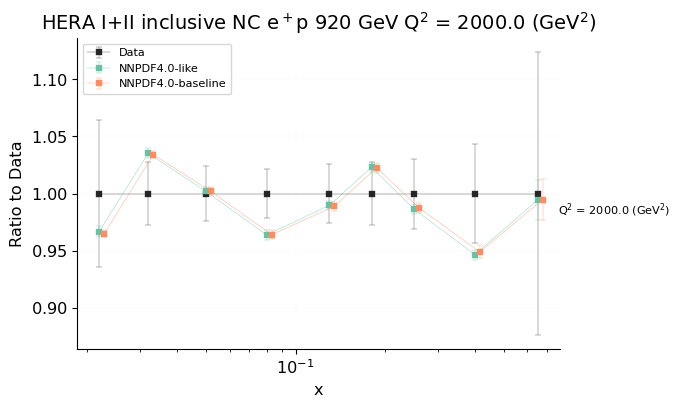 HERA I+II inclusive NC e⁺p 920 GeV Q² = 2000.0 (GeV²)
Data
NNPDF4.0-like
NNPDF4.0-baseline
Ratio to Data
1.10
1.05
1.00
0.95
0.90
Q² = 2000.0 (GeV²)
10⁻¹
x